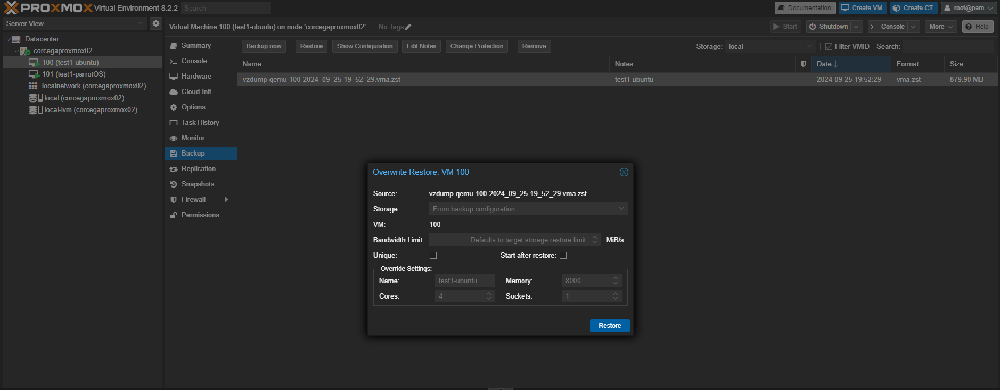 PROXMOX Virtual Environment 8.2.2 Search Documentation Create VM Create CT root@pam
Server View
Virtual Machine 100 (test1-ubuntu) on node 'corcegaproxmox02' No Tags Start Shutdown Console More Help
Datacenter
corcegaproxmox02
100 (test1-ubuntu)
101 (test1-parrotOS)
localnetwork (corcegaproxmox02)
local (corcegaproxmox02)
local-lvm (corcegaproxmox02)
Summary
Console
Hardware
Cloud-Init
Options
Task History
Monitor
Backup
Replication
Snapshots
Firewall
Permissions
Backup now Restore Show Configuration Edit Notes Change Protection Remove Storage: local Filter VMID Search:
Name Notes Date Format Size
vzdump-qemu-100-2024_09_25-19_52_29.vma.zst test1-ubuntu 2024-09-25 19:52:29 vma.zst 879.90 MB
Overwrite Restore: VM 100
Source: vzdump-qemu-100-2024_09_25-19_52_29.vma.zst
Storage: From backup configuration
VM: 100
Bandwidth Limit: Defaults to target storage restore limit MiB/s
Unique: Start after restore:
Override Settings:
Name: test1-ubuntu Memory: 8000
Cores: 4 Sockets: 1
Restore